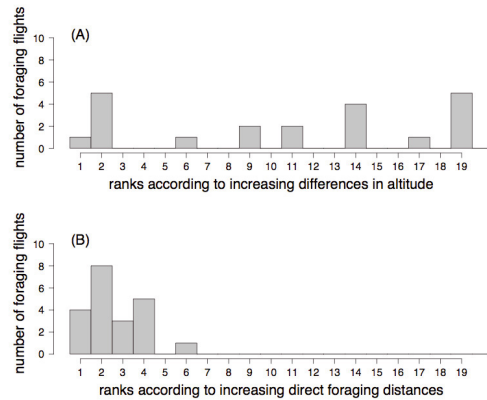 (A)
number of foraging flights
10
8
6
4
2
0
1 2 3 4 5 6 7 8 9 10 11 12 13 14 15 16 17 18 19
ranks according to increasing differences in altitude
(B)
number of foraging flights
10
8
6
4
2
0
1 2 3 4 5 6 7 8 9 10 11 12 13 14 15 16 17 18 19
ranks according to increasing direct foraging distances